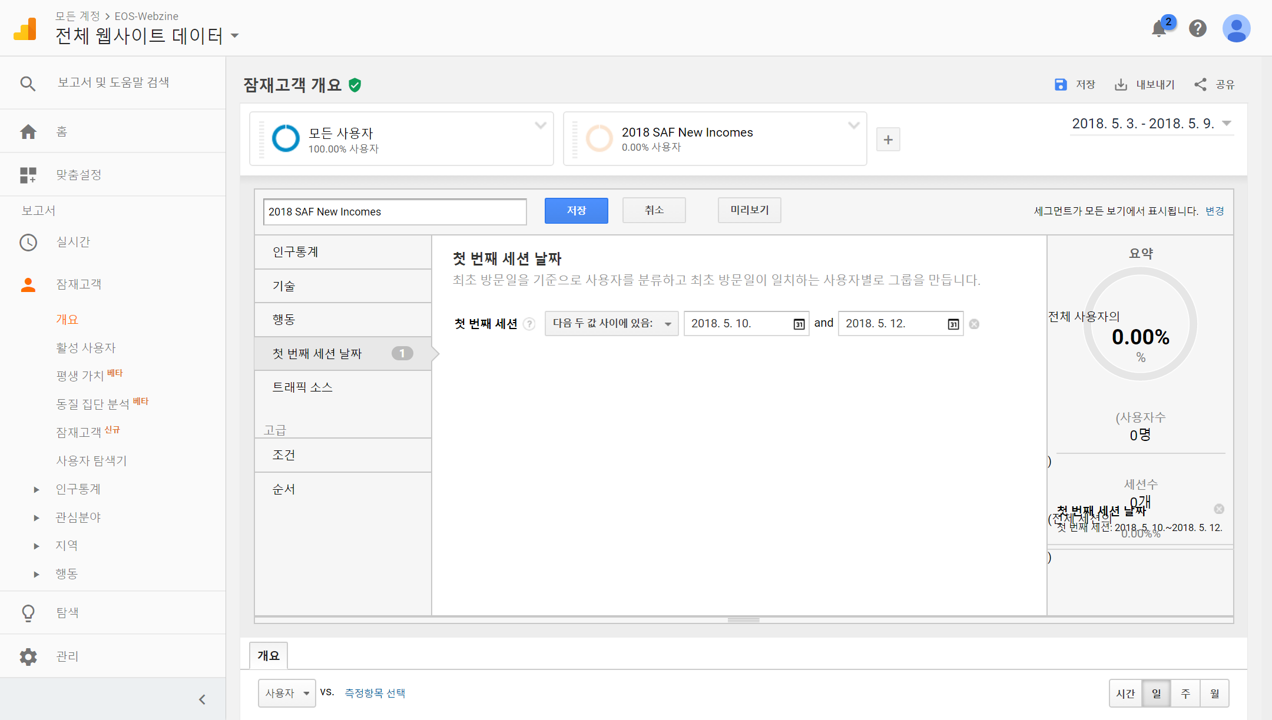 모든 계정 > EOS-Webzine
전체 웹사이트 데이터
2
보고서 및 도움말 검색
홈
맞춤설정
보고서
실시간
잠재고객
개요
활성 사용자
평생 가치 베타
동질 집단 분석 베타
잠재고객 신규
사용자 탐색기
인구통계
관심분야
지역
행동
탐색
관리
잠재고객 개요
저장
내보내기
공유
모든 사용자
100.00% 사용자
2018 SAF New Incomes
0.00% 사용자
+
2018. 5. 3. - 2018. 5. 9.
2018 SAF New Incomes
저장
취소
미리보기
세그먼트가 모든 보기에서 표시됩니다. 변경
인구통계
기술
행동
첫 번째 세션 날짜 1
트래픽 소스
고급
조건
순서
첫 번째 세션 날짜
최초 방문일을 기준으로 사용자를 분류하고 최초 방문일이 일치하는 사용자별로 그룹을 만듭니다.
첫 번째 세션 ? 다음 두 값 사이에 있음: 2018. 5. 10. 31 and 2018. 5. 12. 31
요약
전체 사용자의
0.00%
%
(사용자수
0명
)
세션수
0개
첫 번째 세션 날짜
(전체 세션의
첫 번째 세션: 2018. 5. 10.~2018. 5. 12.
0.00%%
)
개요
사용자 vs. 측정항목 선택
시간 일 주 월